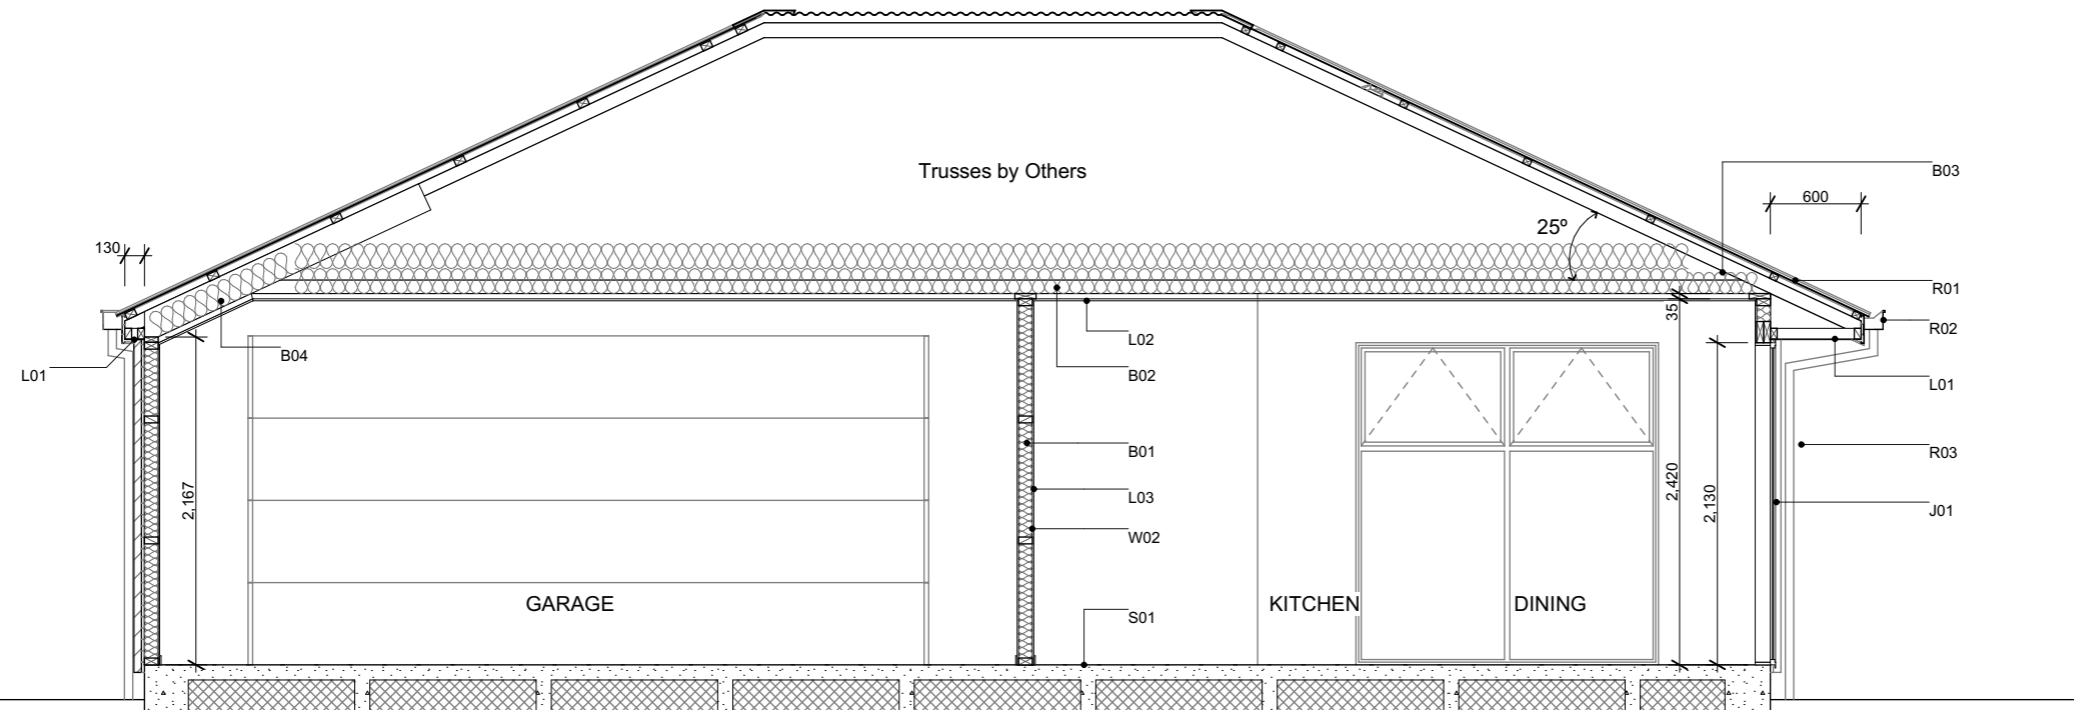 Trusses by Others
B03
600
25°
130
R01
35
R02
L02
B04
L01
B02
L01
B01
R03
2,167
L03
2,420
2,130
J01
W02
GARAGE
KITCHEN
DINING
S01